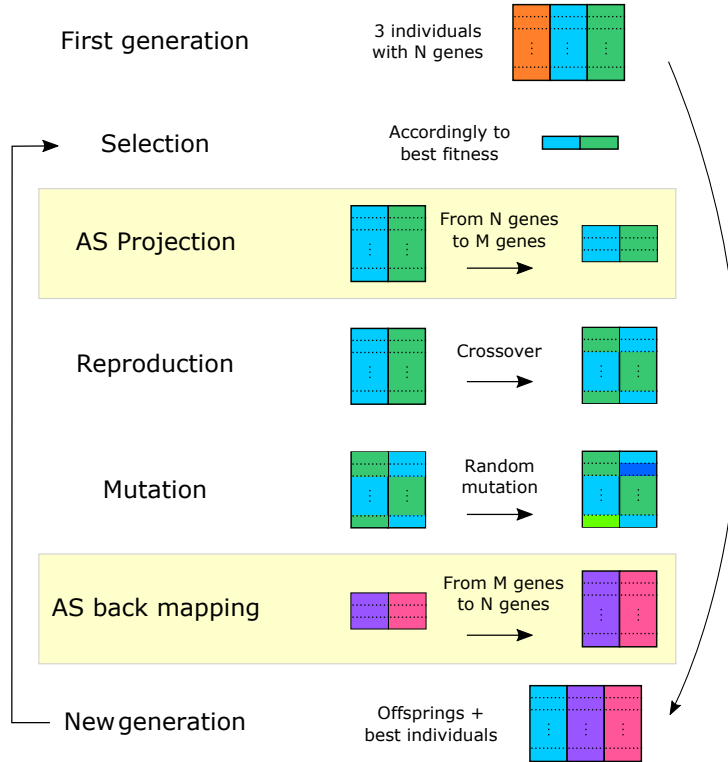 First generation
3 individuals
with N genes
Selection
Accordingly to
best fitness
AS Projection
From N genes
to M genes
Reproduction
Crossover
Mutation
Random
mutation
AS back mapping
From M genes
to N genes
New generation
Offsprings +
best individuals